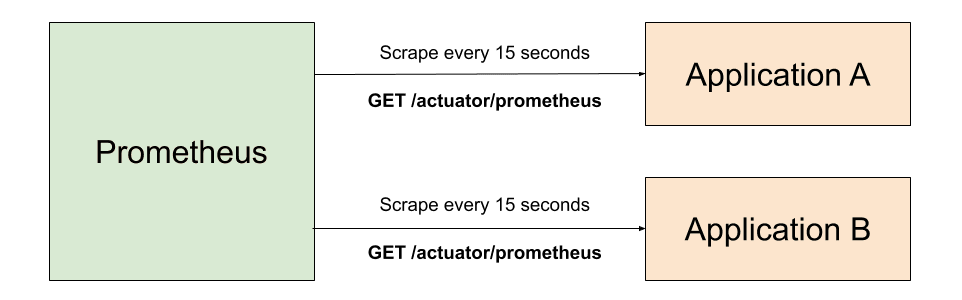 Prometheus
Scrape every 15 seconds
GET /actuator/prometheus
Application A
Scrape every 15 seconds
GET /actuator/prometheus
Application B